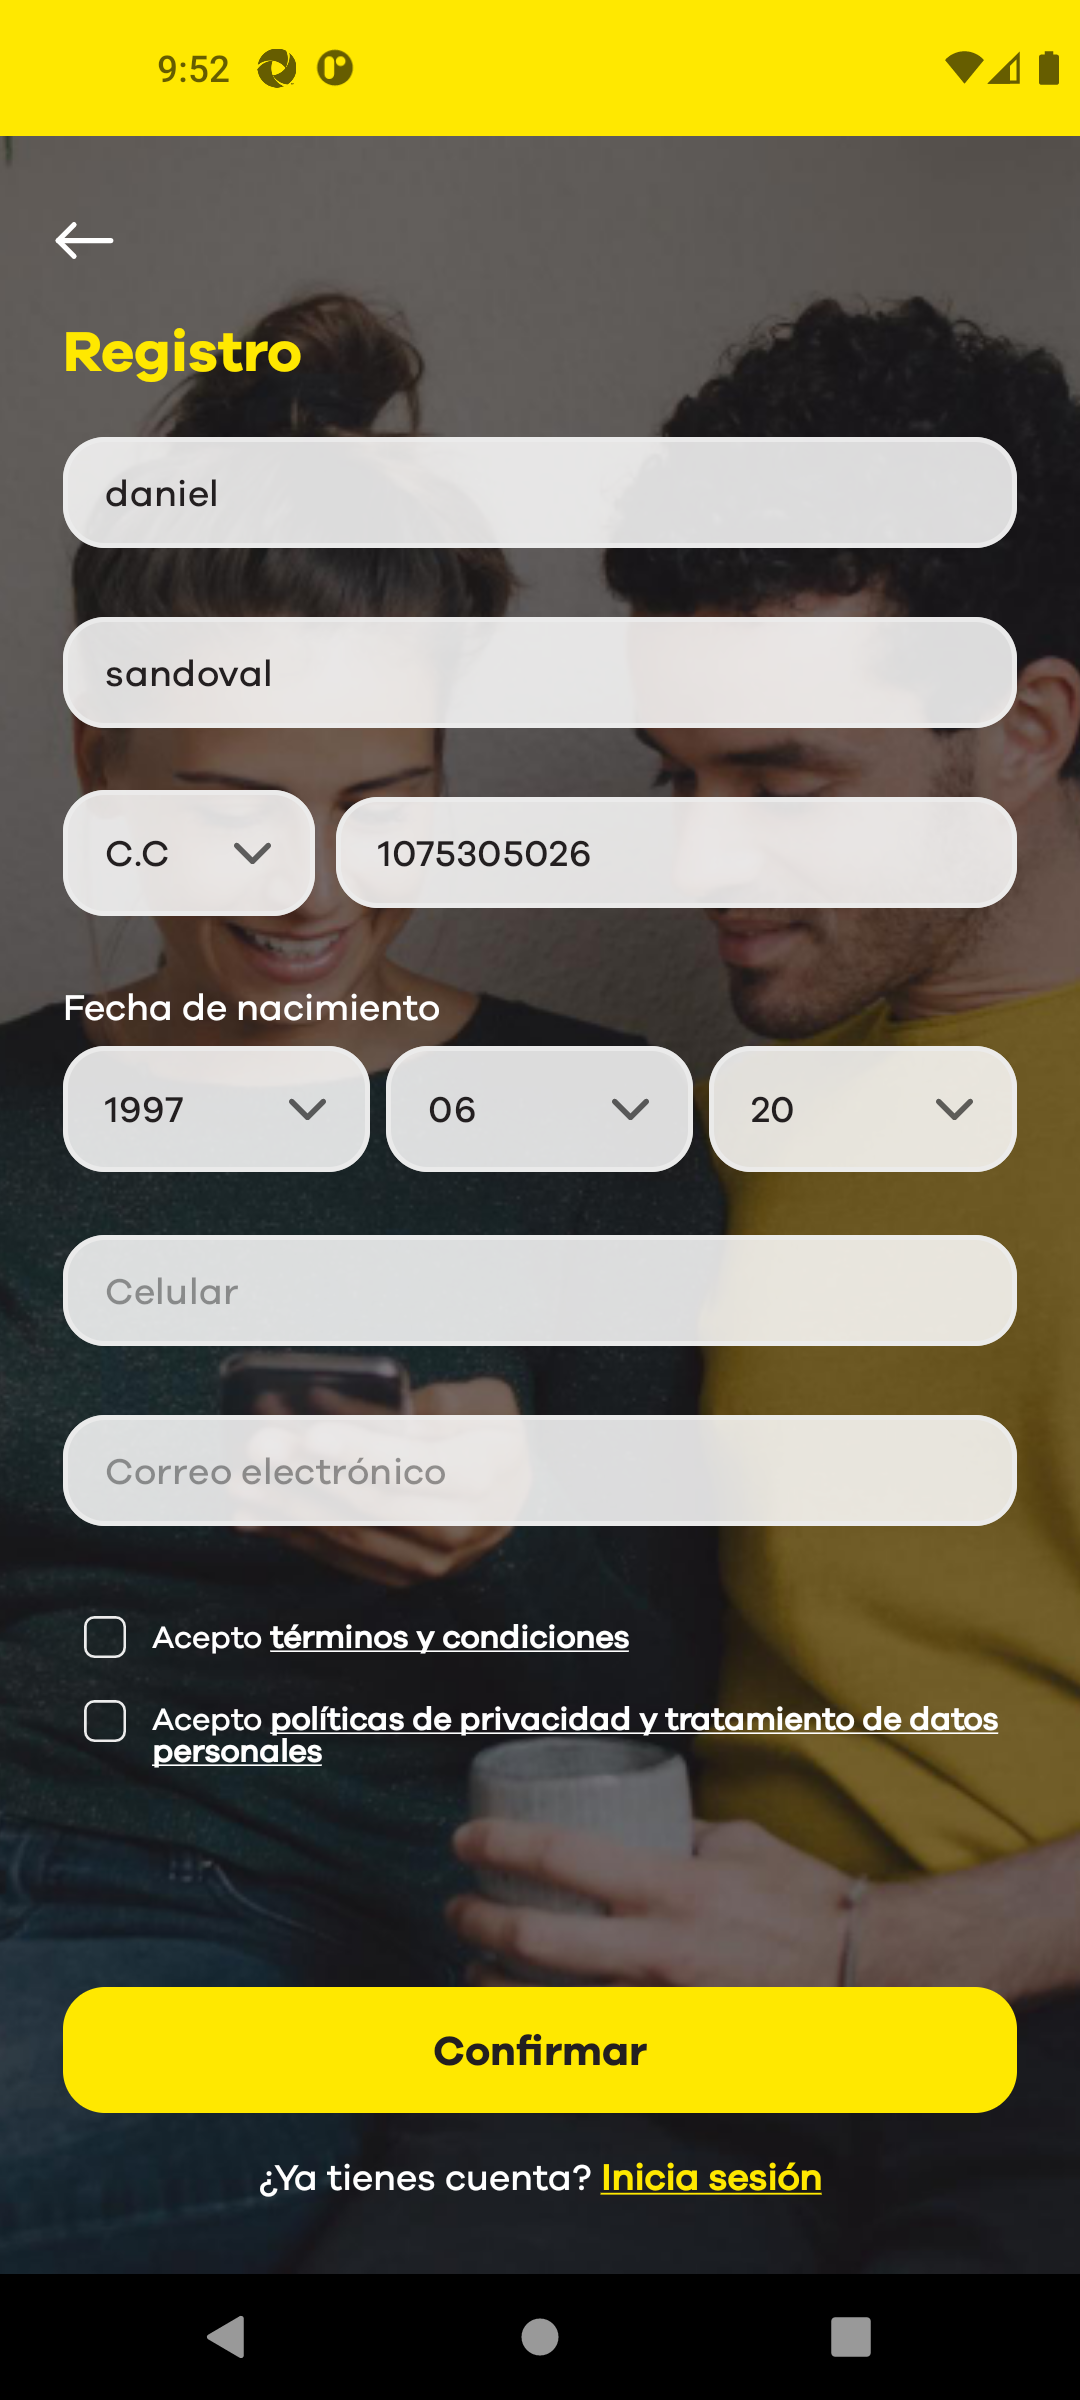 9:52
Registro
daniel
sandoval
C.C
1075305026
Fecha de nacimiento
1997
06
20
Celular
Correo electrónico
Acepto términos y condiciones
Acepto políticas de privacidad y tratamiento de datos
personales
Confirmar
¿Ya tienes cuenta? Inicia sesión